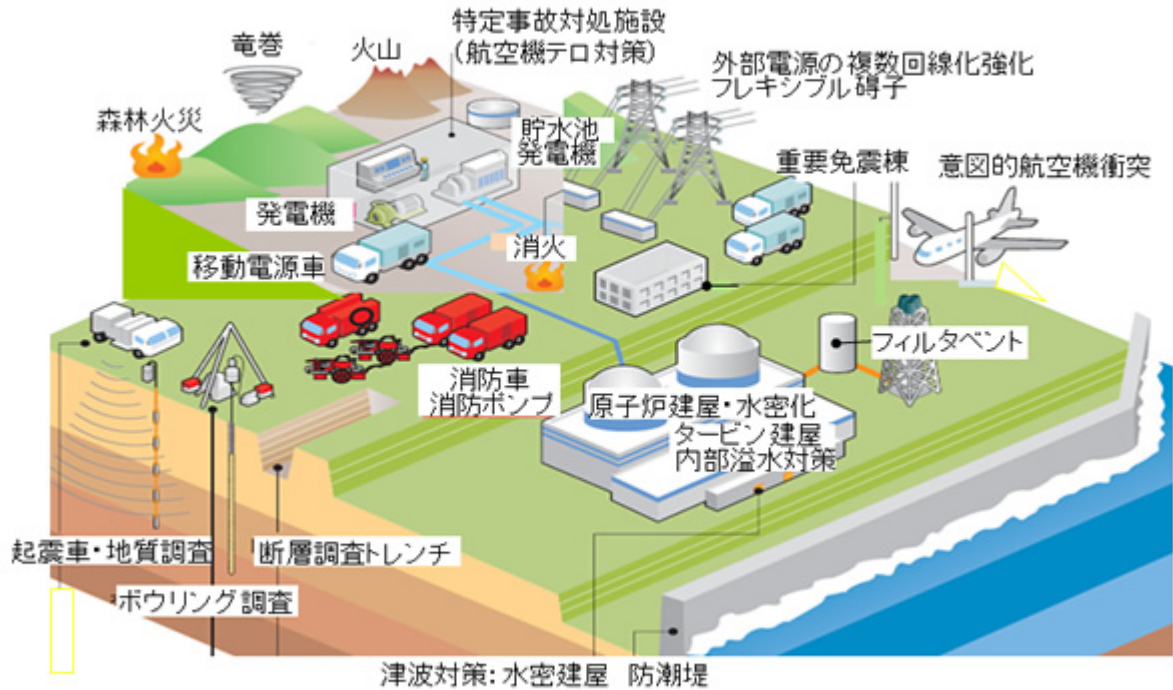 特定事故対処施設
(航空機テロ対策)
竜巻
火山
外部電源の複数回線化強化
フレキシブル碍子
森林火災
貯水池
発電機
重要免震棟
意図的航空機衝突
発電機
消火
移動電源車
フィルタベント
消防車
消防ポンプ
原子炉建屋・水密化
タービン建屋
内部溢水対策
起震車・地質調査
断層調査トレンチ
ボウリング調査
津波対策: 水密建屋 防潮堤